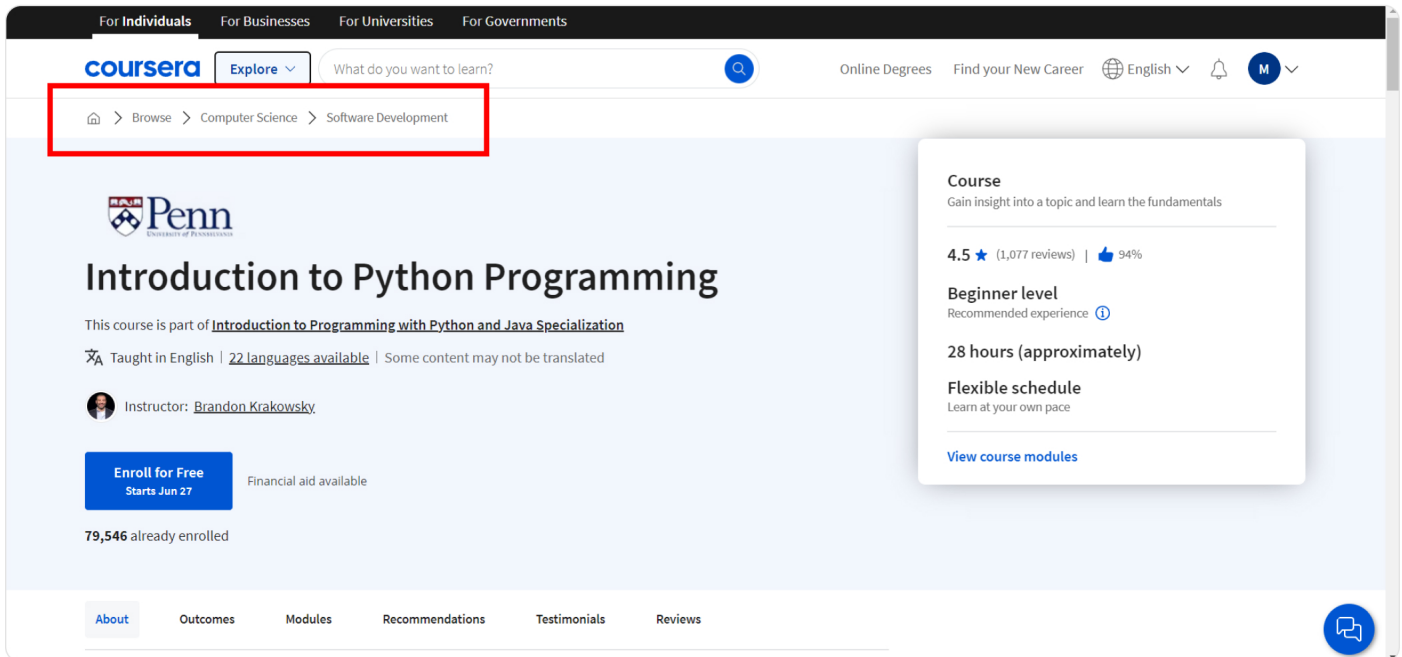 For Individuals For Businesses For Universities For Governments
coursera Explore What do you want to learn? Online Degrees Find your New Career English M
Browse Computer Science Software Development
Penn
UNIVERSITY of PENNSYLVANIA
Introduction to Python Programming
This course is part of Introduction to Programming with Python and Java Specialization
Taught in English | 22 languages available | Some content may not be translated
Instructor: Brandon Krakowsky
Enroll for Free
Starts Jun 27
Financial aid available
79,546 already enrolled
Course
Gain insight into a topic and learn the fundamentals
4.5 (1,077 reviews) | 94%
Beginner level
Recommended experience
28 hours (approximately)
Flexible schedule
Learn at your own pace
View course modules
About Outcomes Modules Recommendations Testimonials Reviews